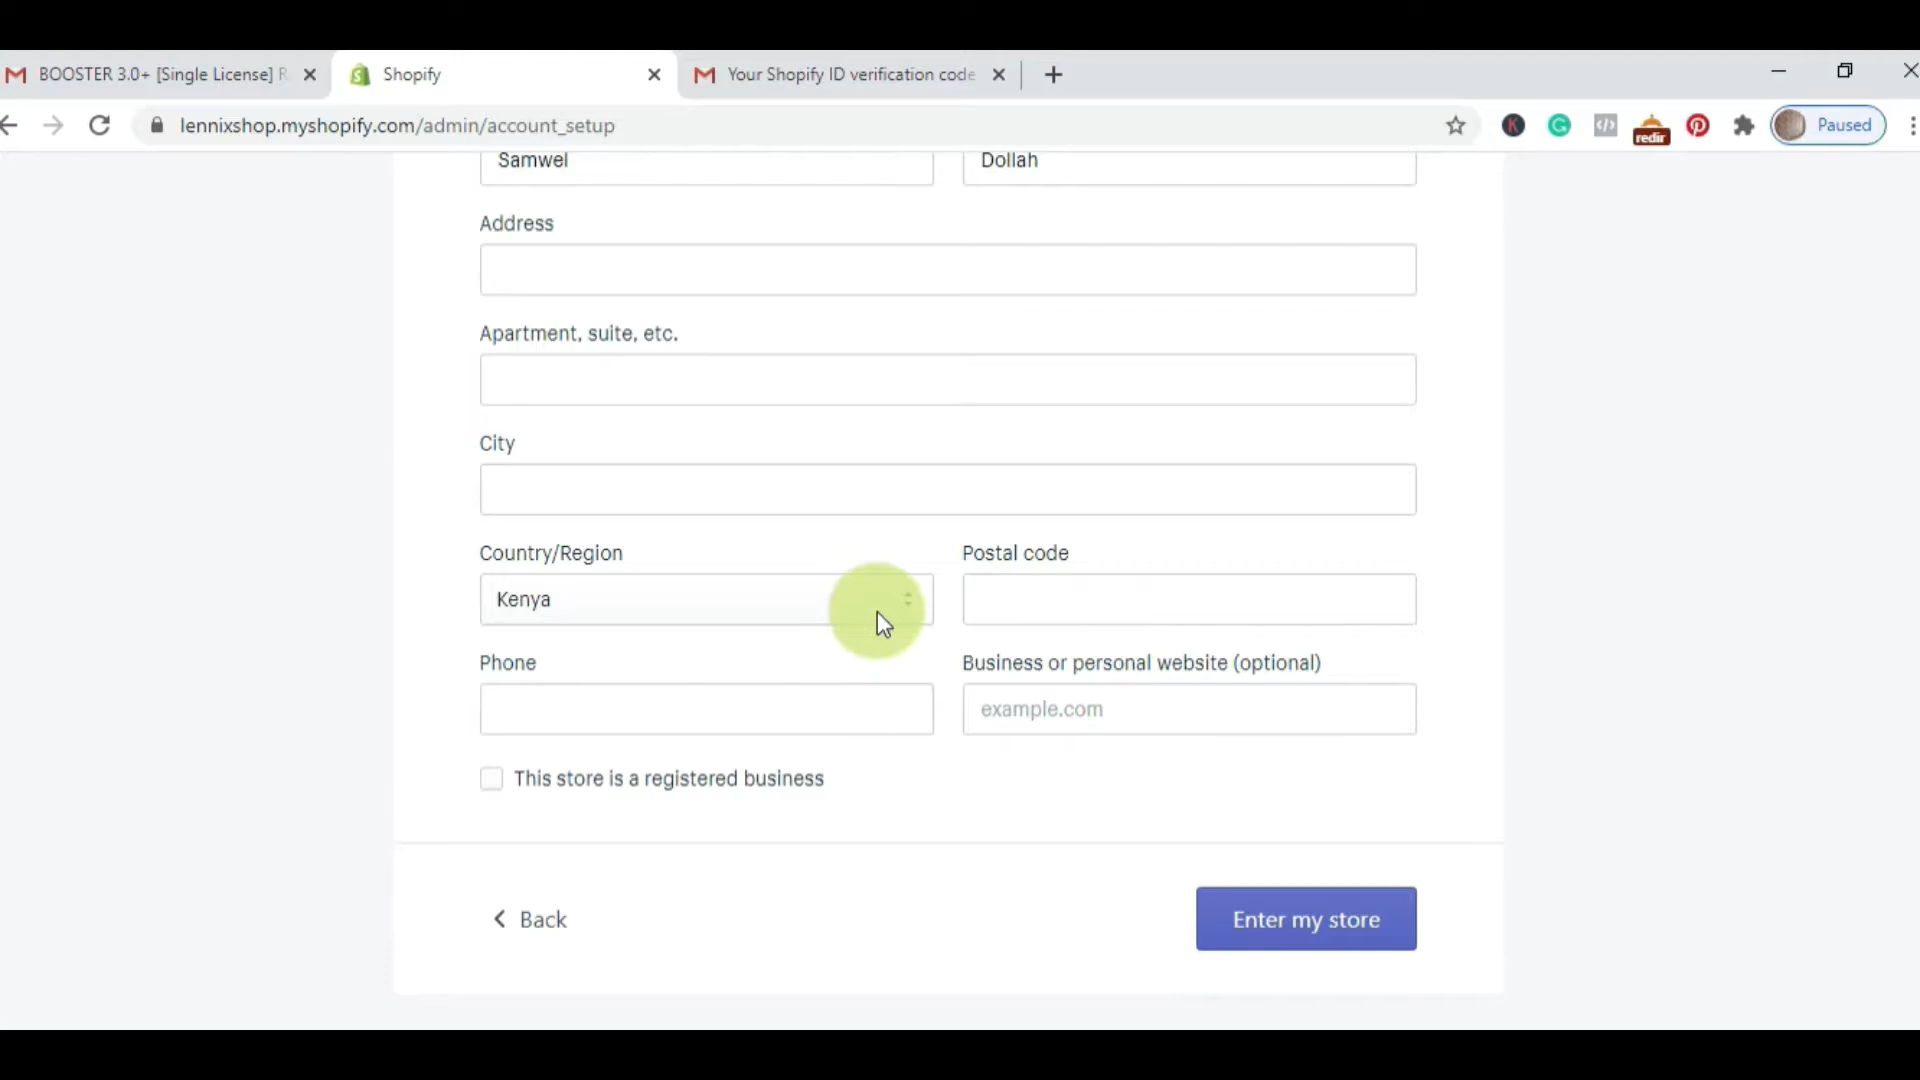 BOOSTER 3.0+ [Single License] R
Shopify
Your Shopify ID verification code
lennixshop.myshopify.com/admin/account_setup
K
G
redir
Paused
Samwel
Dollah
Address
Apartment, suite, etc.
City
Country/Region
Postal code
Kenya
Phone
Business or personal website (optional)
example.com
This store is a registered business
Back
Enter my store